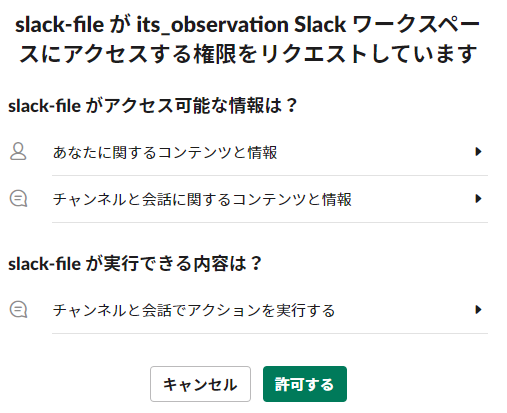 slack-file が its_observation Slack ワークスペー
スにアクセスする権限をリクエストしています
slack-file がアクセス可能な情報は？
あなたに関するコンテンツと情報
チャンネルと会話に関するコンテンツと情報
slack-file が実行できる内容は？
チャンネルと会話でアクションを実行する
キャンセル
許可する